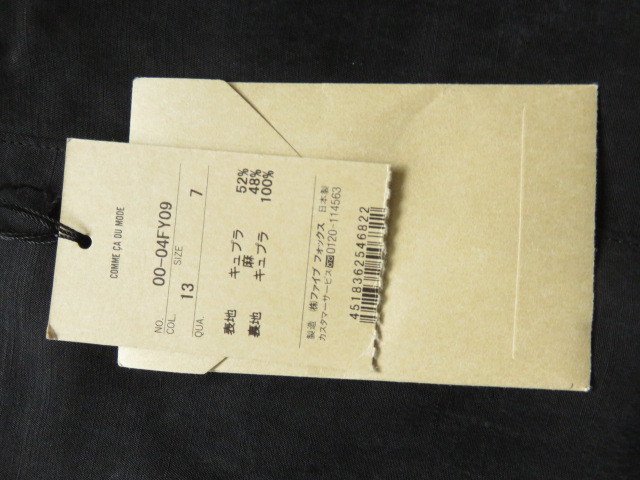 COMME ÇA DU MODE
NO. 00-04FY09
COL. SIZE
13 7
QUA.
表地 キュプラ 52%
麻 48%
裏地 キュプラ 100%
製造 ㈱ファイブ フォックス 日本製
カスタマーサービス 0120-114563
4518362546822